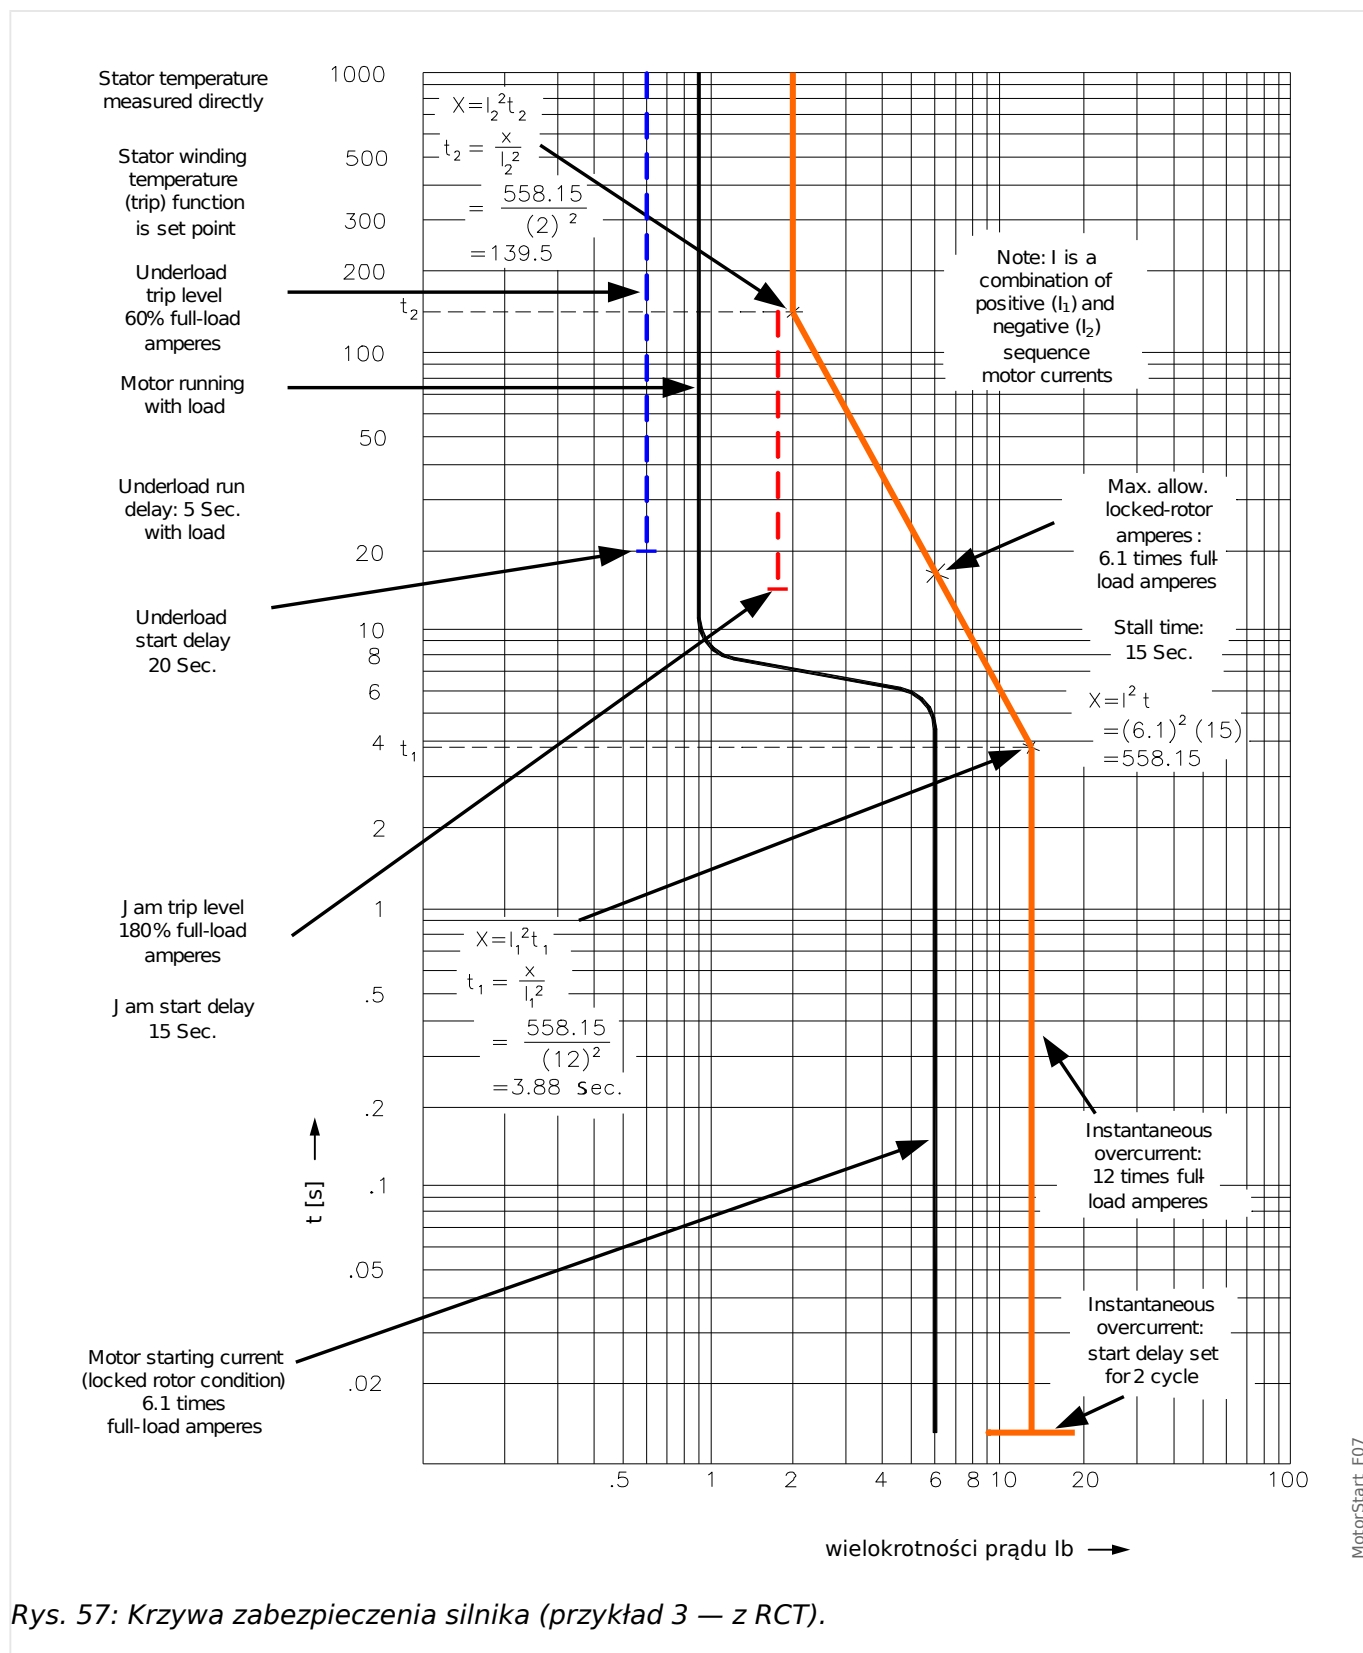 Stator temperature
measured directly
Stator winding
temperature
(trip) function
is set point
Underload
trip level
60% full-load
amperes
Motor running
with load
Underload run
delay: 5 Sec.
with load
Underload
start delay
20 Sec.
Jam trip level
180% full-load
amperes
Jam start delay
15 Sec.
Motor starting current
(locked rotor condition)
6.1 times
full-load amperes
t [s]
1000
500
300
200
t₂
100
50
20
10
8
6
4
t₁
2
1
.5
.2
.1
.05
.02
X=I₂²t₂
t₂ = x/I₂²
= 558.15/(2)²
=139.5
Note: I is a
combination of
positive (I₁) and
negative (I₂)
sequence
motor currents
Max. allow.
locked-rotor
amperes :
6.1 times full-
load amperes
Stall time:
15 Sec.
X=I² t
=(6.1)² (15)
=558.15
X=I₁²t₁
t₁ = x/I₁²
= 558.15/(12)²
=3.88 Sec.
Instantaneous
overcurrent:
12 times full-
load amperes
Instantaneous
overcurrent:
start delay set
for 2 cycle
.5 1 2 4 6 8 10 20 100
wielokrotności prądu Ib
MotorStart_F07
Rys. 57: Krzywa zabezpieczenia silnika (przykład 3 — z RCT).